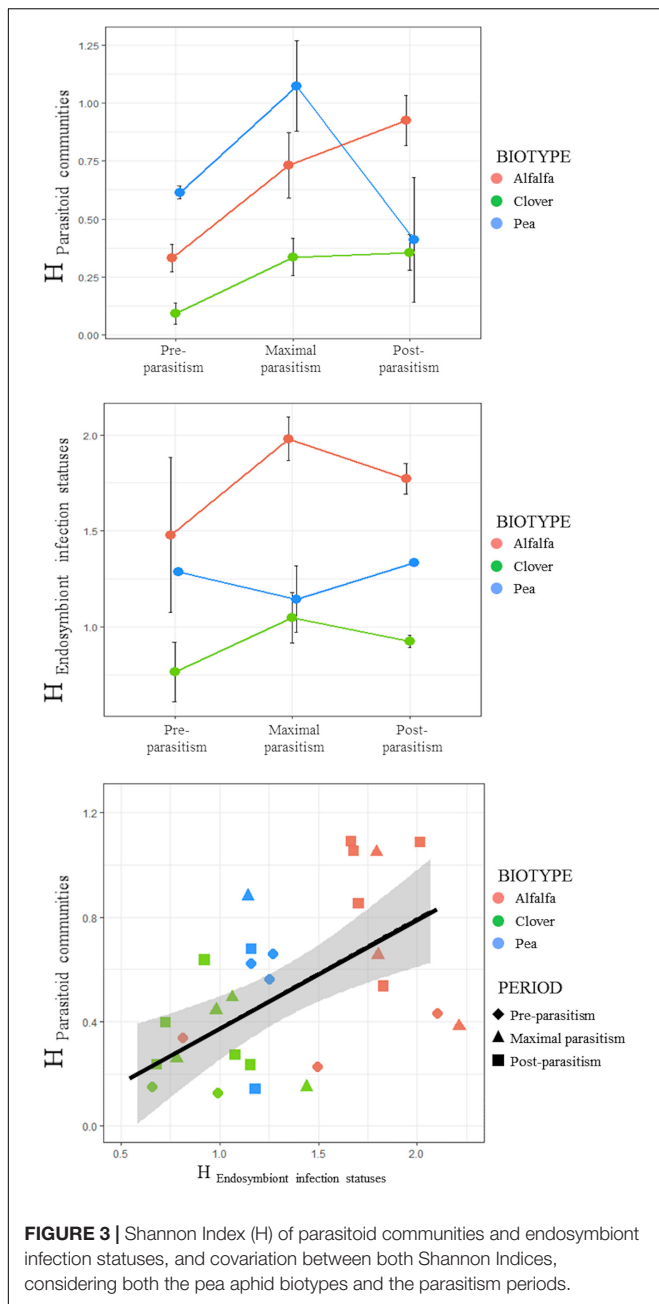 1.25
1.00
0.75
0.50
0.25
0.00
H Parasitoid communities
Pre-
parasitism
Maximal
parasitism
Post-
parasitism
BIOTYPE
Alfalfa
Clover
Pea
2.0
1.5
1.0
H Endosymbiont infection statuses
Pre-
parasitism
Maximal
parasitism
Post-
parasitism
BIOTYPE
Alfalfa
Clover
Pea
1.2
0.8
0.4
0.0
H Parasitoid communities
0.5
1.0
1.5
2.0
H Endosymbiont infection statuses
BIOTYPE
Alfalfa
Clover
Pea
PERIOD
Pre-parasitism
Maximal parasitism
Post-parasitism
FIGURE 3 | Shannon Index (H) of parasitoid communities and endosymbiont
infection statuses, and covariation between both Shannon Indices,
considering both the pea aphid biotypes and the parasitism periods.